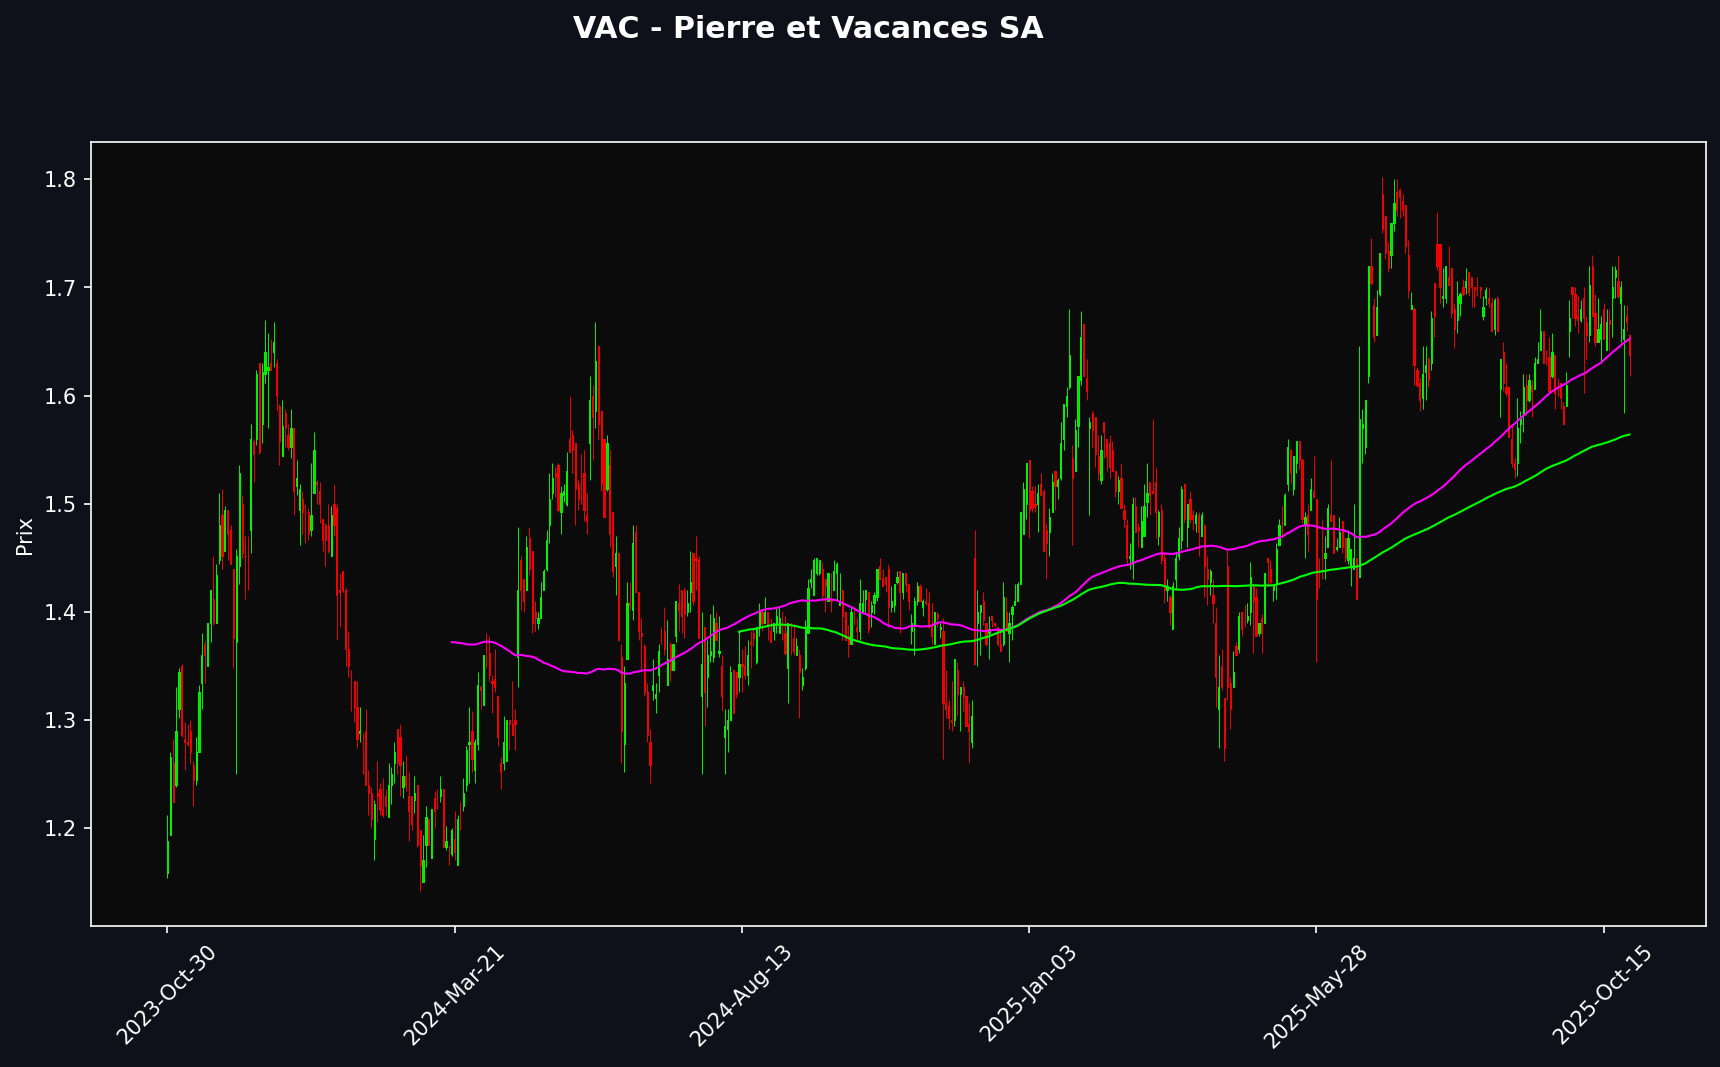 VAC - Pierre et Vacances SA
Prix
1.8
1.7
1.6
1.5
1.4
1.3
1.2
2023-Oct-30
2024-Mar-21
2024-Aug-13
2025-Jan-03
2025-May-28
2025-Oct-15